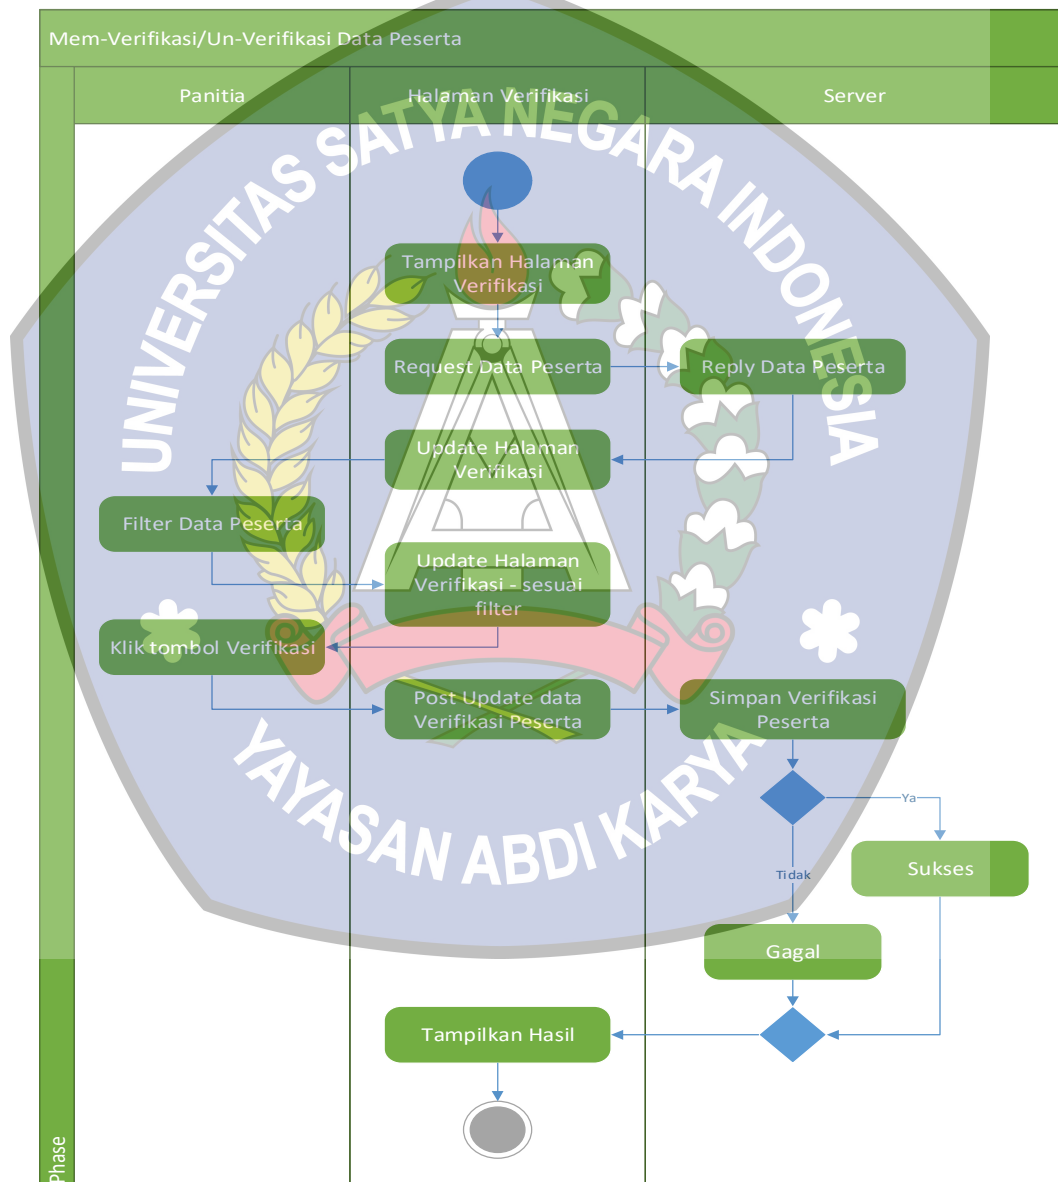 Mem-Verifikasi/Un-Verifikasi Data Peserta
Panitia
Halaman Verifikasi
Server
UNIVERSITAS SATYA NEGARA INDONESIA
Tampilkan Halaman
Verifikasi
Request Data Peserta
Reply Data Peserta
Update Halaman
Verifikasi
Filter Data Peserta
Update Halaman
Verifikasi - sesuai
filter
Klik tombol Verifikasi
Post Update data
Verifikasi Peserta
Simpan Verifikasi
Peserta
YAYASAN ABDI KARYA
Ya
Sukses
Tidak
Gagal
Tampilkan Hasil
Phase